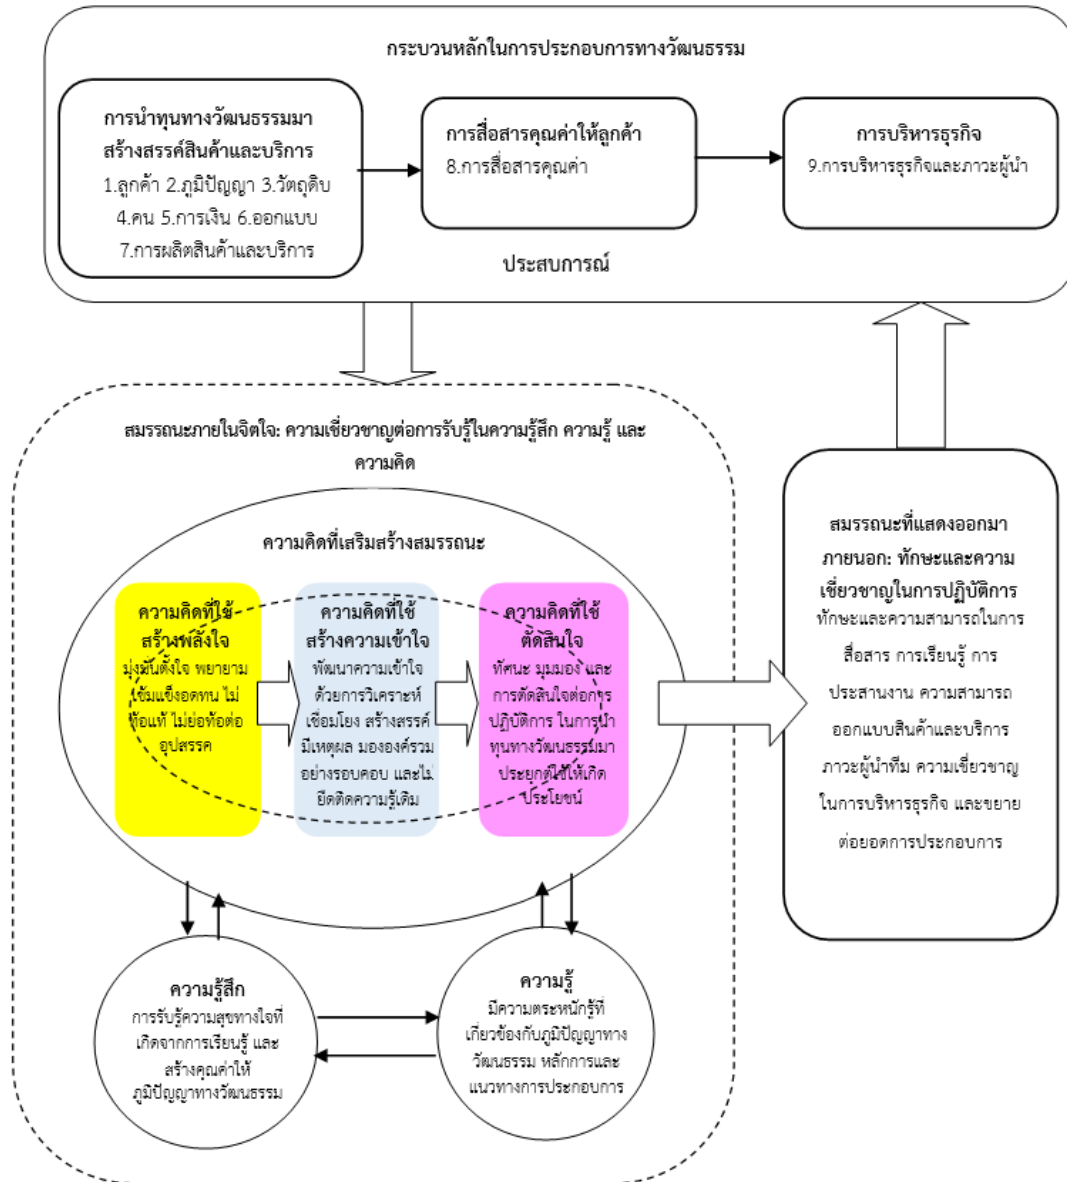 กระบวนหลักในการประกอบการทางวัฒนธรรม
การนำทุนทางวัฒนธรรมมา
สร้างสรรค์สินค้าและบริการ
1.ลูกค้า 2.ภูมิปัญญา 3.วัตถุดิบ
4.คน 5.การเงิน 6.ออกแบบ
7.การผลิตสินค้าและบริการ
การสื่อสารคุณค่าให้ลูกค้า
8.การสื่อสารคุณค่า
การบริหารธุรกิจ
9.การบริหารธุรกิจและภาวะผู้นำ
ประสบการณ์
สมรรถนะภายในจิตใจ: ความเชี่ยวชาญต่อการรับรู้ในความรู้สึก ความรู้ และ
ความคิด
ความคิดที่เสริมสร้างสมรรถนะ
ความคิดที่ใช้
สร้างพลังใจ
มุ่งมั่นตั้งใจ พยายาม
เข้มแข็งอดทน ไม่
ท้อแท้ ไม่ย่อท้อต่อ
อุปสรรค
ความคิดที่ใช้
สร้างความเข้าใจ
พัฒนาความเข้าใจ
ด้วยการวิเคราะห์
เชื่อมโยง สร้างสรรค์
มีเหตุผล มององค์รวม
อย่างรอบคอบ และไม่
ยึดติดความรู้เดิม
ความคิดที่ใช้
ตัดสินใจ
ทัศนะ มุมมอง และ
การตัดสินใจต่อการ
ปฏิบัติการ ในการนำ
ทุนทางวัฒนธรรมมา
ประยุกต์ใช้ให้เกิด
ประโยชน์
ความรู้สึก
การรับรู้ความสุขทางใจที่
เกิดจากการเรียนรู้ และ
สร้างคุณค่าให้
ภูมิปัญญาทางวัฒนธรรม
ความรู้
มีความตระหนักรู้ที่
เกี่ยวข้องกับภูมิปัญญาทาง
วัฒนธรรม หลักการและ
แนวทางการประกอบการ
สมรรถนะที่แสดงออกมา
ภายนอก: ทักษะและความ
เชี่ยวชาญในการปฏิบัติการ
ทักษะและความสามารถในการ
สื่อสาร การเรียนรู้ การ
ประสานงาน ความสามารถ
ออกแบบสินค้าและบริการ
ภาวะผู้นำทีม ความเชี่ยวชาญ
ในการบริหารธุรกิจ และขยาย
ต่อยอดการประกอบการ